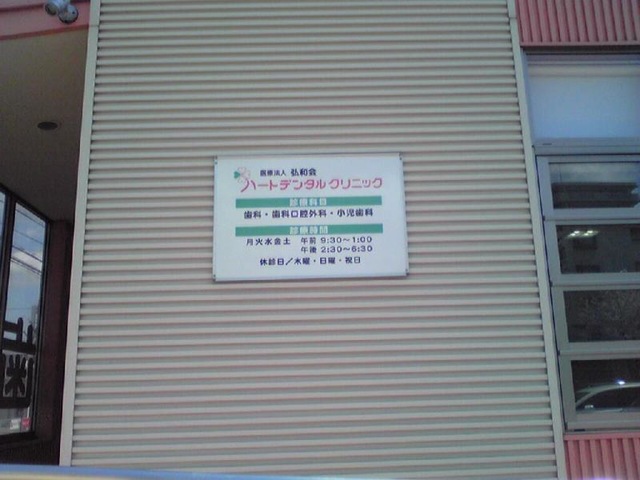 医療法人 弘和会
ハートデンタルクリニック
診療科目
歯科・歯科口腔外科・小児歯科
診療時間
月火水金土 午前 9:30～1:00
午後 2:30～6:30
休診日／木曜・日曜・祝日
歯